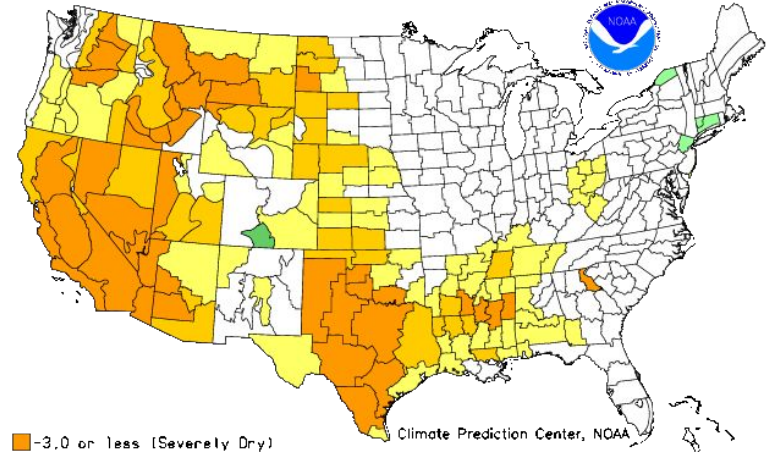 NOAA
Climate Prediction Center, NOAA
-3.0 or less (Severely Dry)